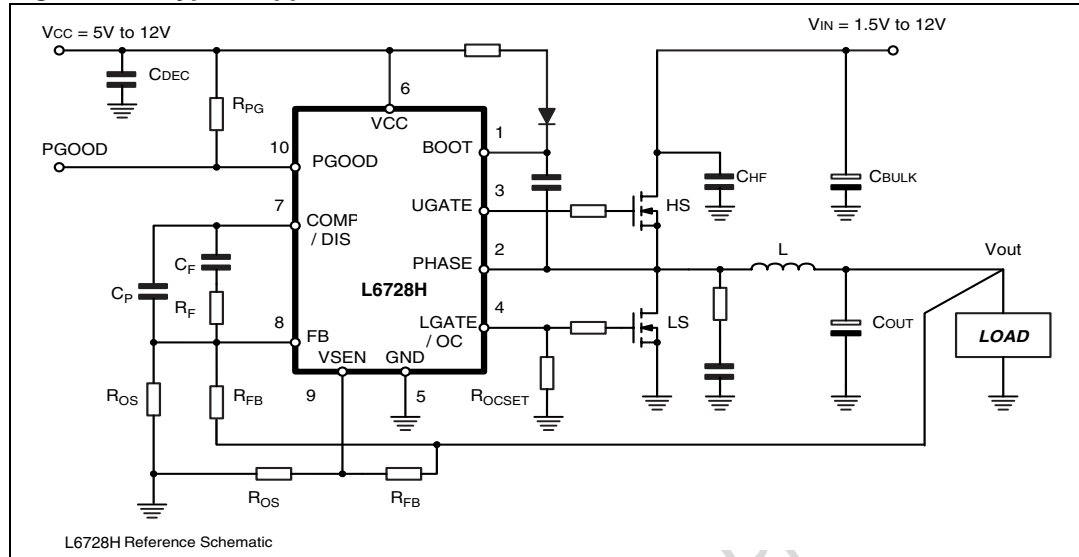 VCC = 5V to 12V
VIN = 1.5V to 12V
CDEC
6
RPG
VCC
1
BOOT
PGOOD
10
PGOOD
CHF
CBULK
3
7
UGATE
HS
COMP
/ DIS
2
L
Vout
PHASE
CF
L6728H
CP
4
RF
LGATE
/ OC
LS
COUT
LOAD
8
FB
VSEN
GND
ROS
RFB
9
5
ROCSET
ROS
RFB
L6728H Reference Schematic